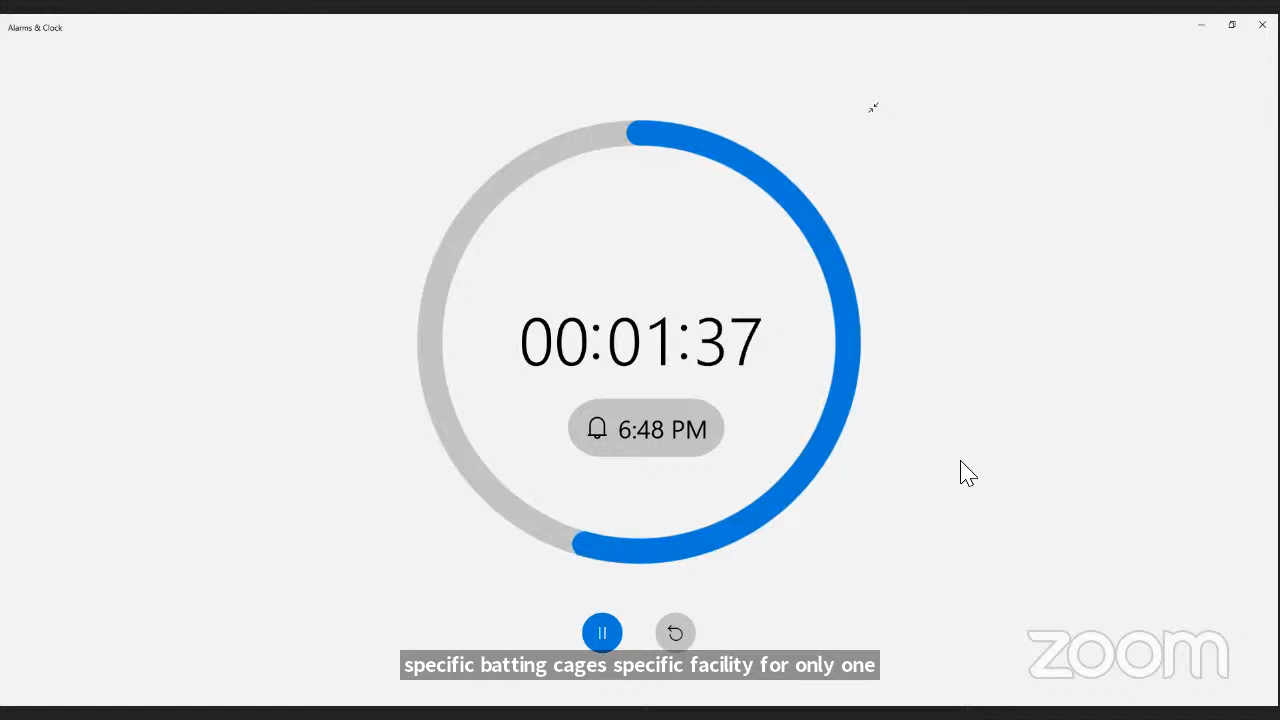 Alarms & Clock
00:01:37
6:48 PM
specific batting cages specific facility for only one
zoom